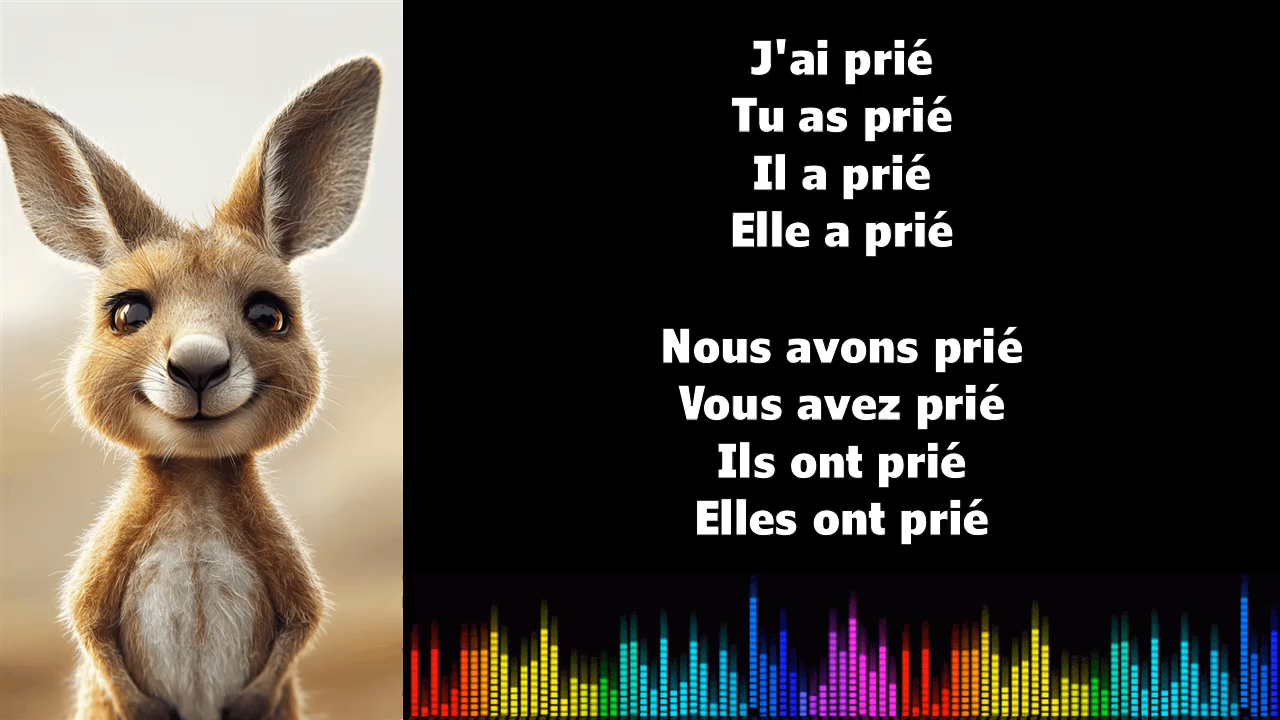 J'ai prié
Tu as prié
Il a prié
Elle a prié
Nous avons prié
Vous avez prié
Ils ont prié
Elles ont prié